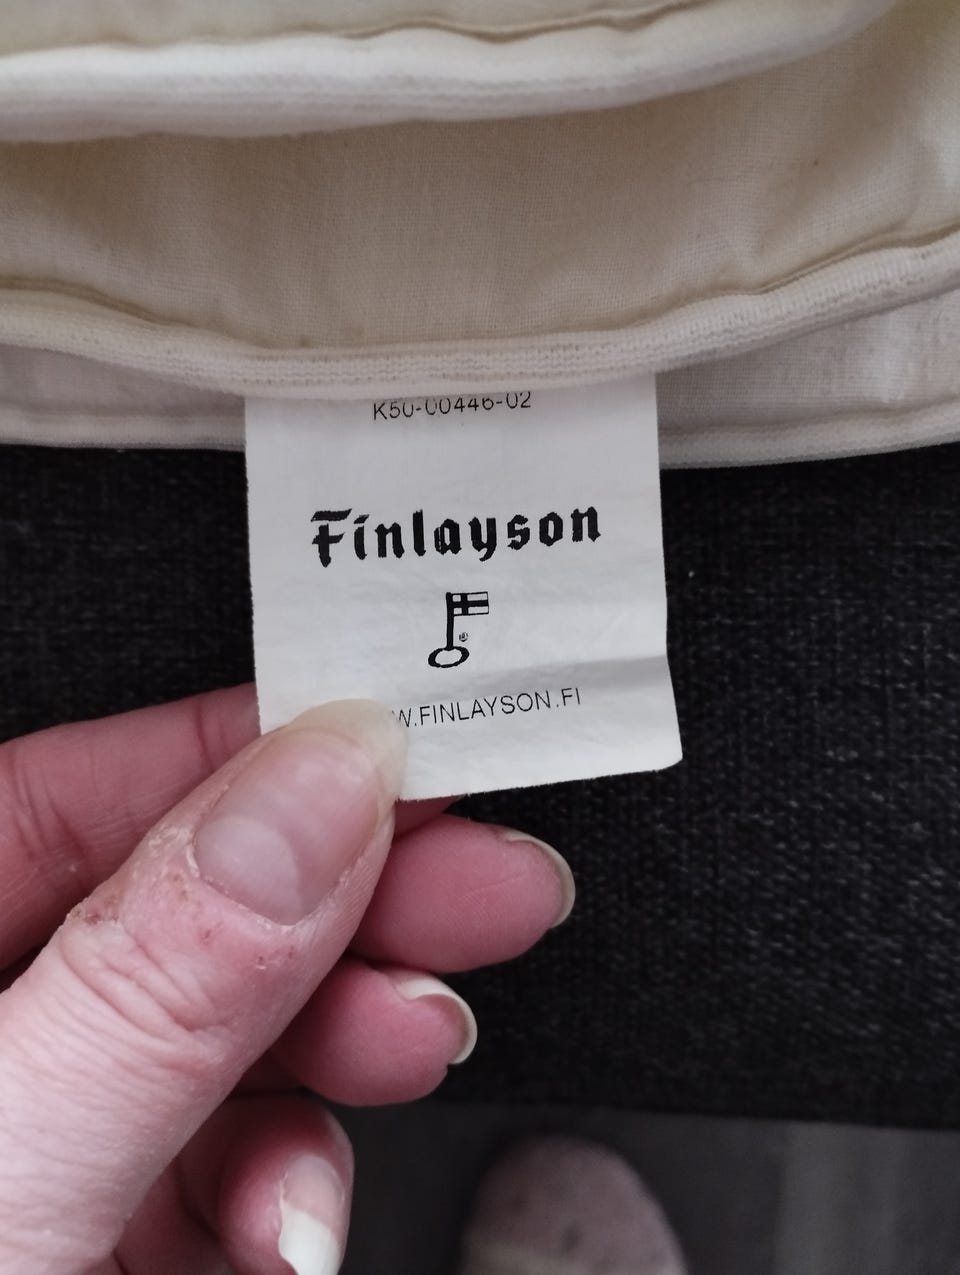 K50-00446-02
Finlayson
®
W.FINLAYSON.FI